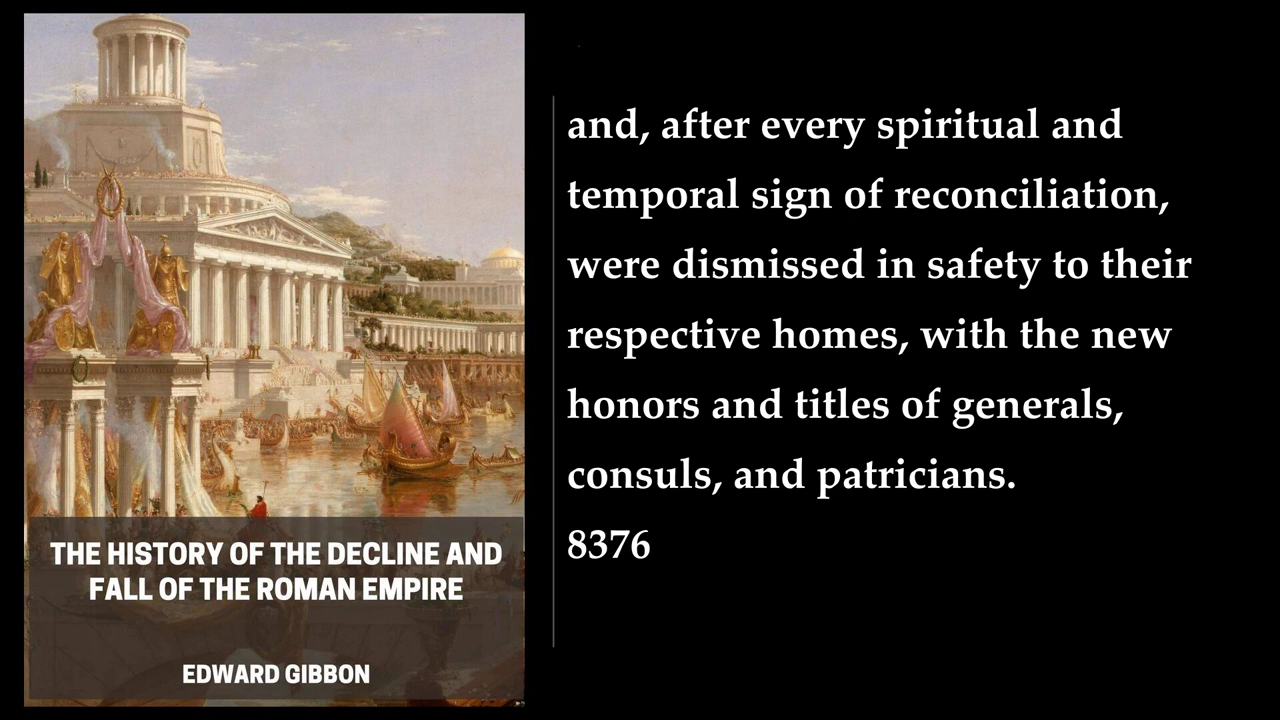 THE HISTORY OF THE DECLINE AND
FALL OF THE ROMAN EMPIRE
EDWARD GIBBON
and, after every spiritual and
temporal sign of reconciliation,
were dismissed in safety to their
respective homes, with the new
honors and titles of generals,
consuls, and patricians.
8376